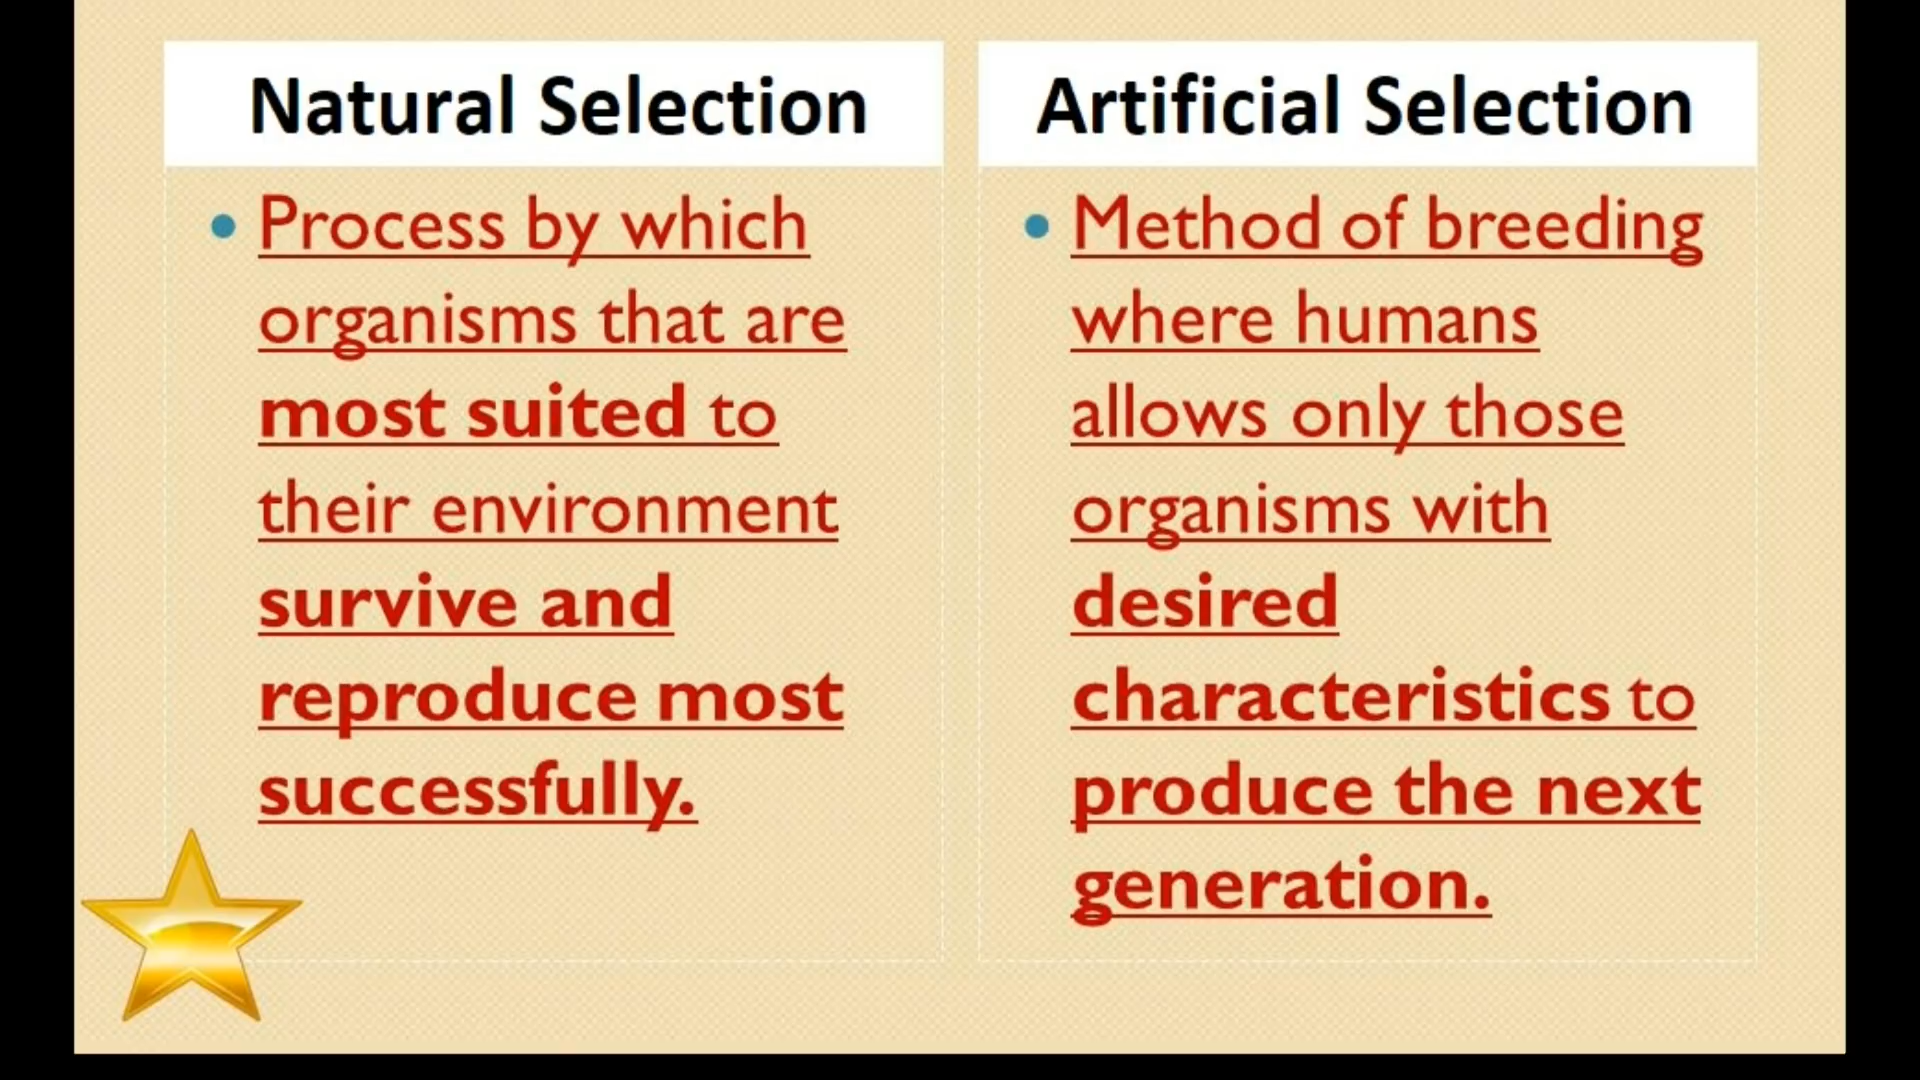 Natural Selection
Process by which
organisms that are
most suited to
their environment
survive and
reproduce most
successfully.
Artificial Selection
Method of breeding
where humans
allows only those
organisms with
desired
characteristics to
produce the next
generation.